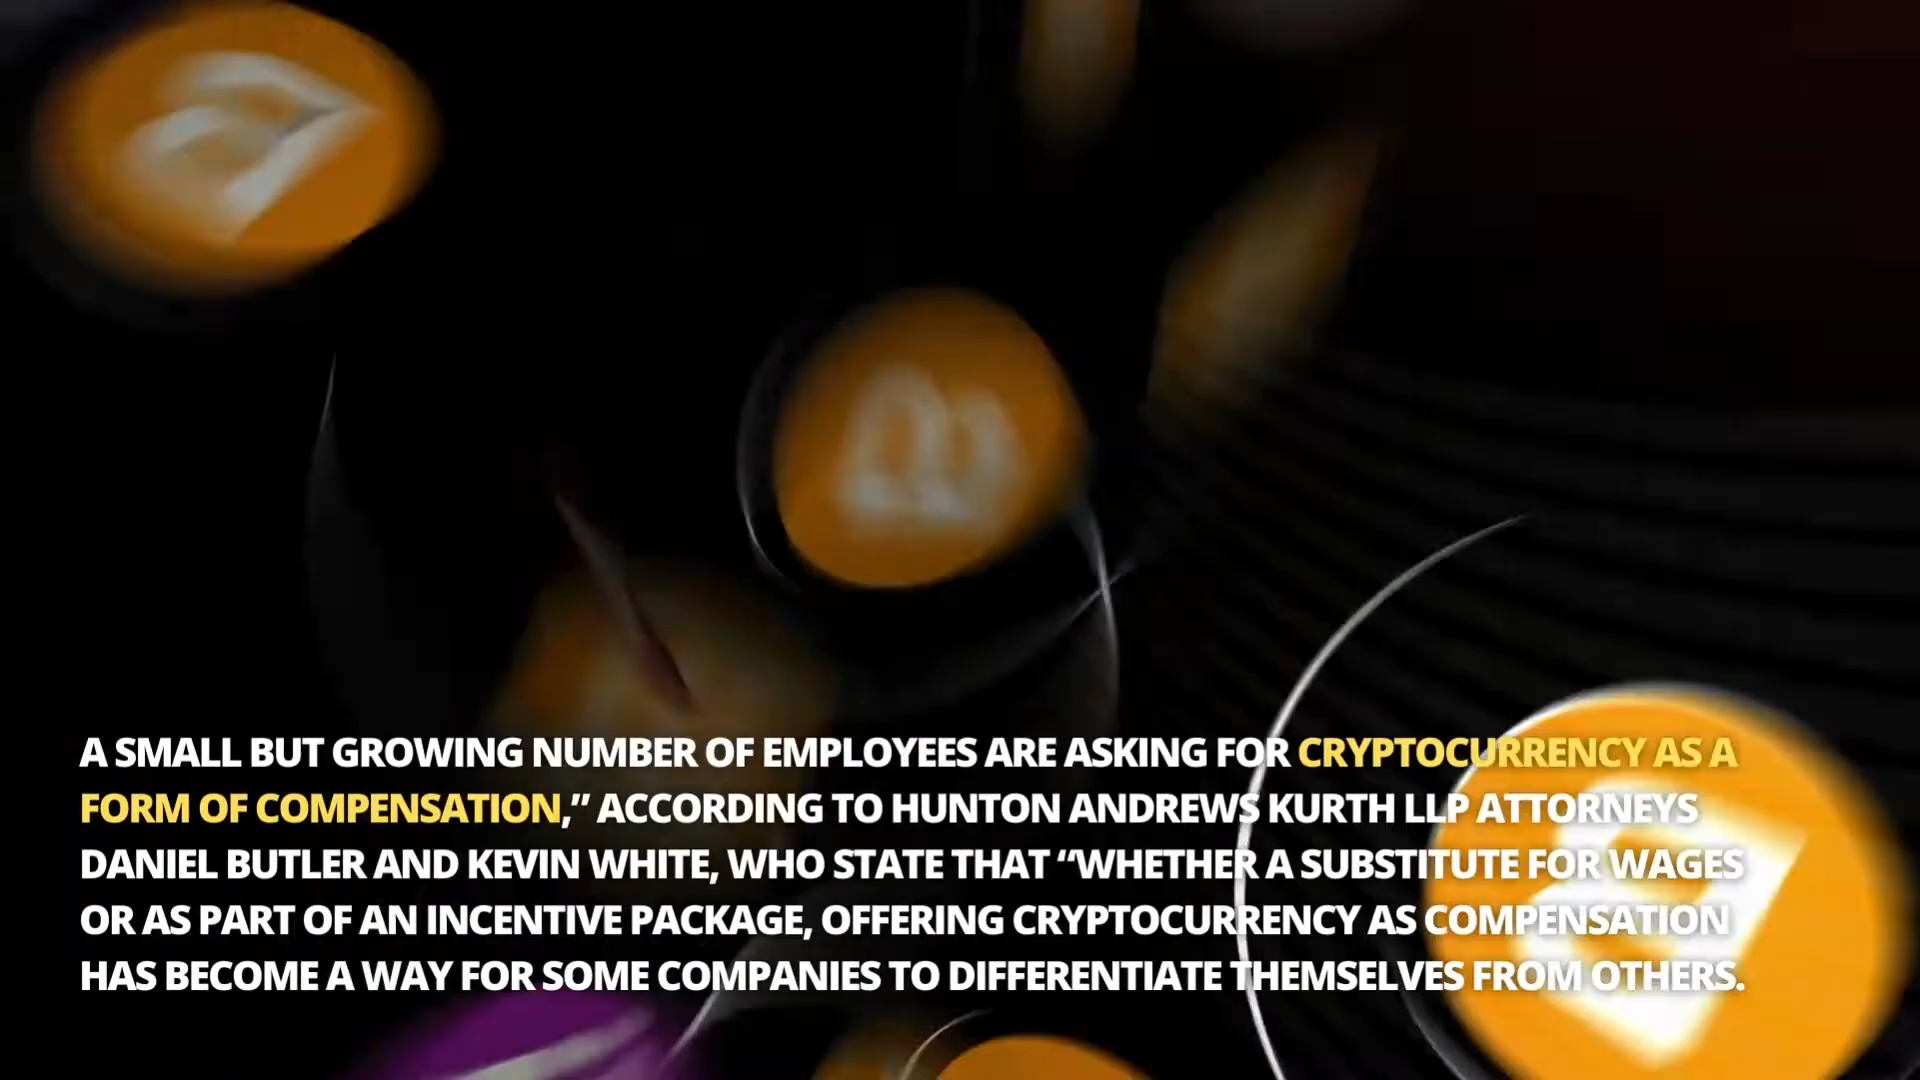 A SMALL BUT GROWING NUMBER OF EMPLOYEES ARE ASKING FOR CRYPTOCURRENCY AS A
FORM OF COMPENSATION,” ACCORDING TO HUNTON ANDREWS KURTH LLP ATTORNEYS
DANIEL BUTLER AND KEVIN WHITE, WHO STATE THAT “WHETHER A SUBSTITUTE FOR WAGES
OR AS PART OF AN INCENTIVE PACKAGE, OFFERING CRYPTOCURRENCY AS COMPENSATION
HAS BECOME A WAY FOR SOME COMPANIES TO DIFFERENTIATE THEMSELVES FROM OTHERS.